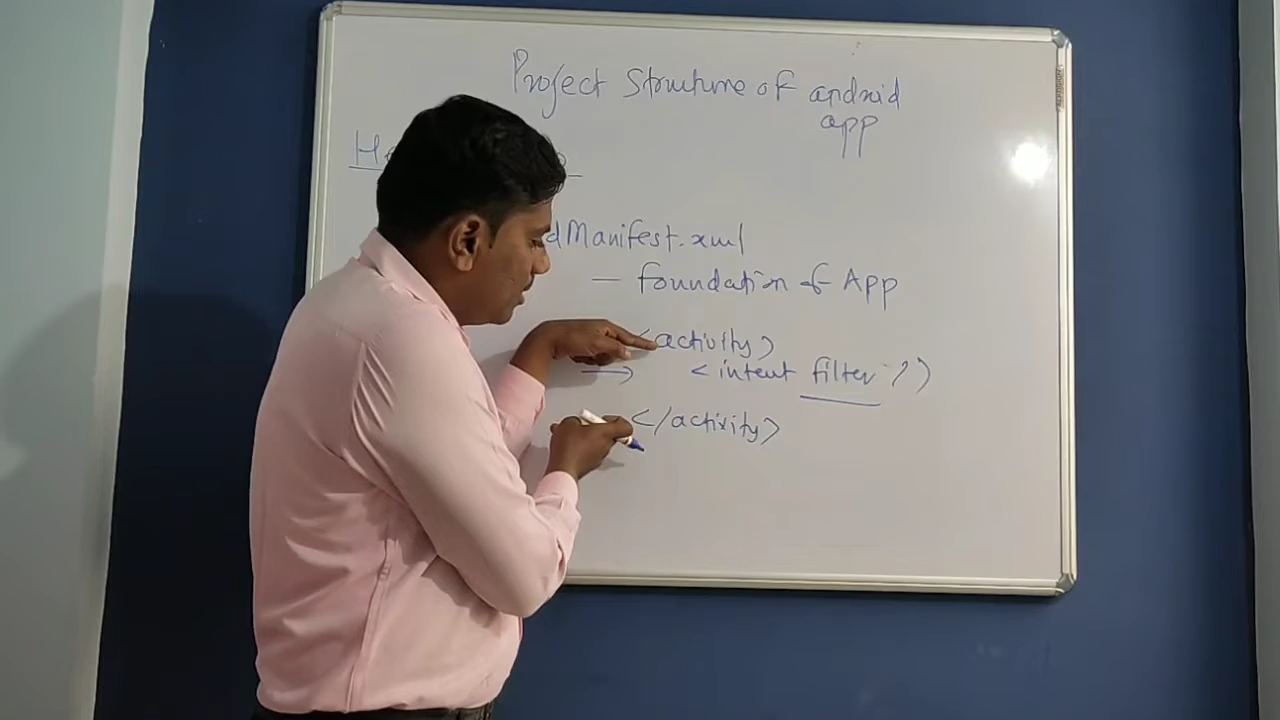 Project Structure of android
app
dManifest.xml
— foundation of App
<activity>
→ <intent filter />
</activity>